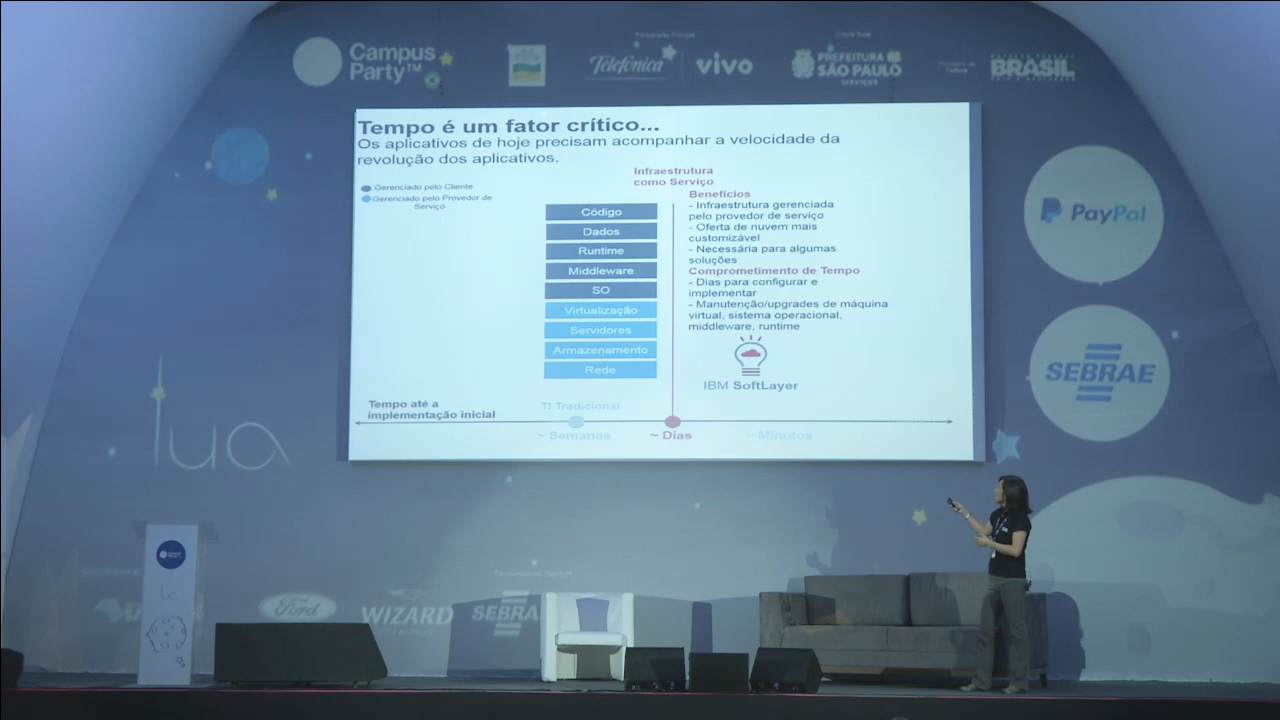 Campus
Party™
Telefónica
vivo
PREFEITURA
SÃO PAULO
BRASIL
Tempo é um fator crítico...
Os aplicativos de hoje precisam acompanhar a velocidade da
revolução dos aplicativos.
Gerenciado pelo Cliente
Gerenciado pelo Provedor de
Serviço
Código
Dados
Runtime
Middleware
SO
Virtualização
Servidores
Armazenamento
Rede
Infraestrutura
como Serviço
Benefícios
- Infraestrutura gerenciada
pelo provedor de serviço
- Oferta de nuvem mais
customizável
- Necessária para algumas
soluções
Comprometimento de Tempo
- Dias para configurar e
implementar
- Manutenção/upgrades de máquina
virtual, sistema operacional,
middleware, runtime
IBM SoftLayer
Tempo até a
implementação inicial
TI Tradicional
~ Semanas
~ Dias
~ Minutos
PayPal
SEBRAE
lua
Ford
WIZARD
SEBRA